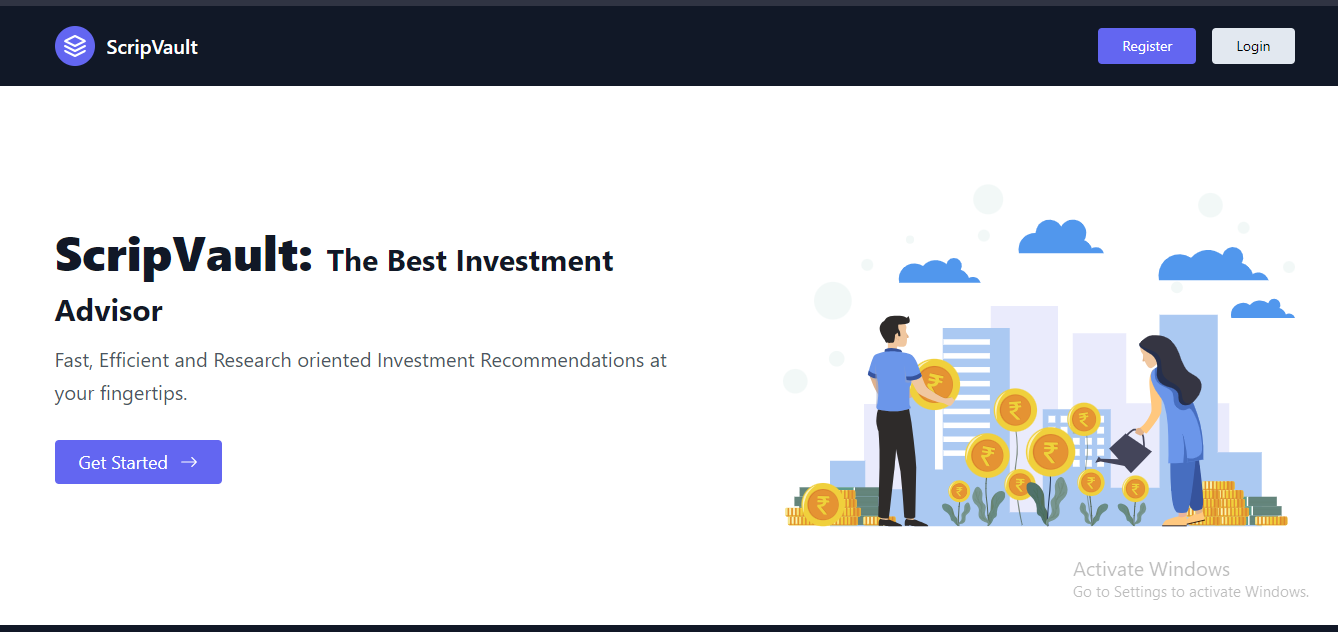 ScripVault
Register
Login
ScripVault: The Best Investment
Advisor
Fast, Efficient and Research oriented Investment Recommendations at
your fingertips.
Get Started →
₹
₹
₹
₹
₹
₹
₹
₹
₹
₹
Activate Windows
Go to Settings to activate Windows.